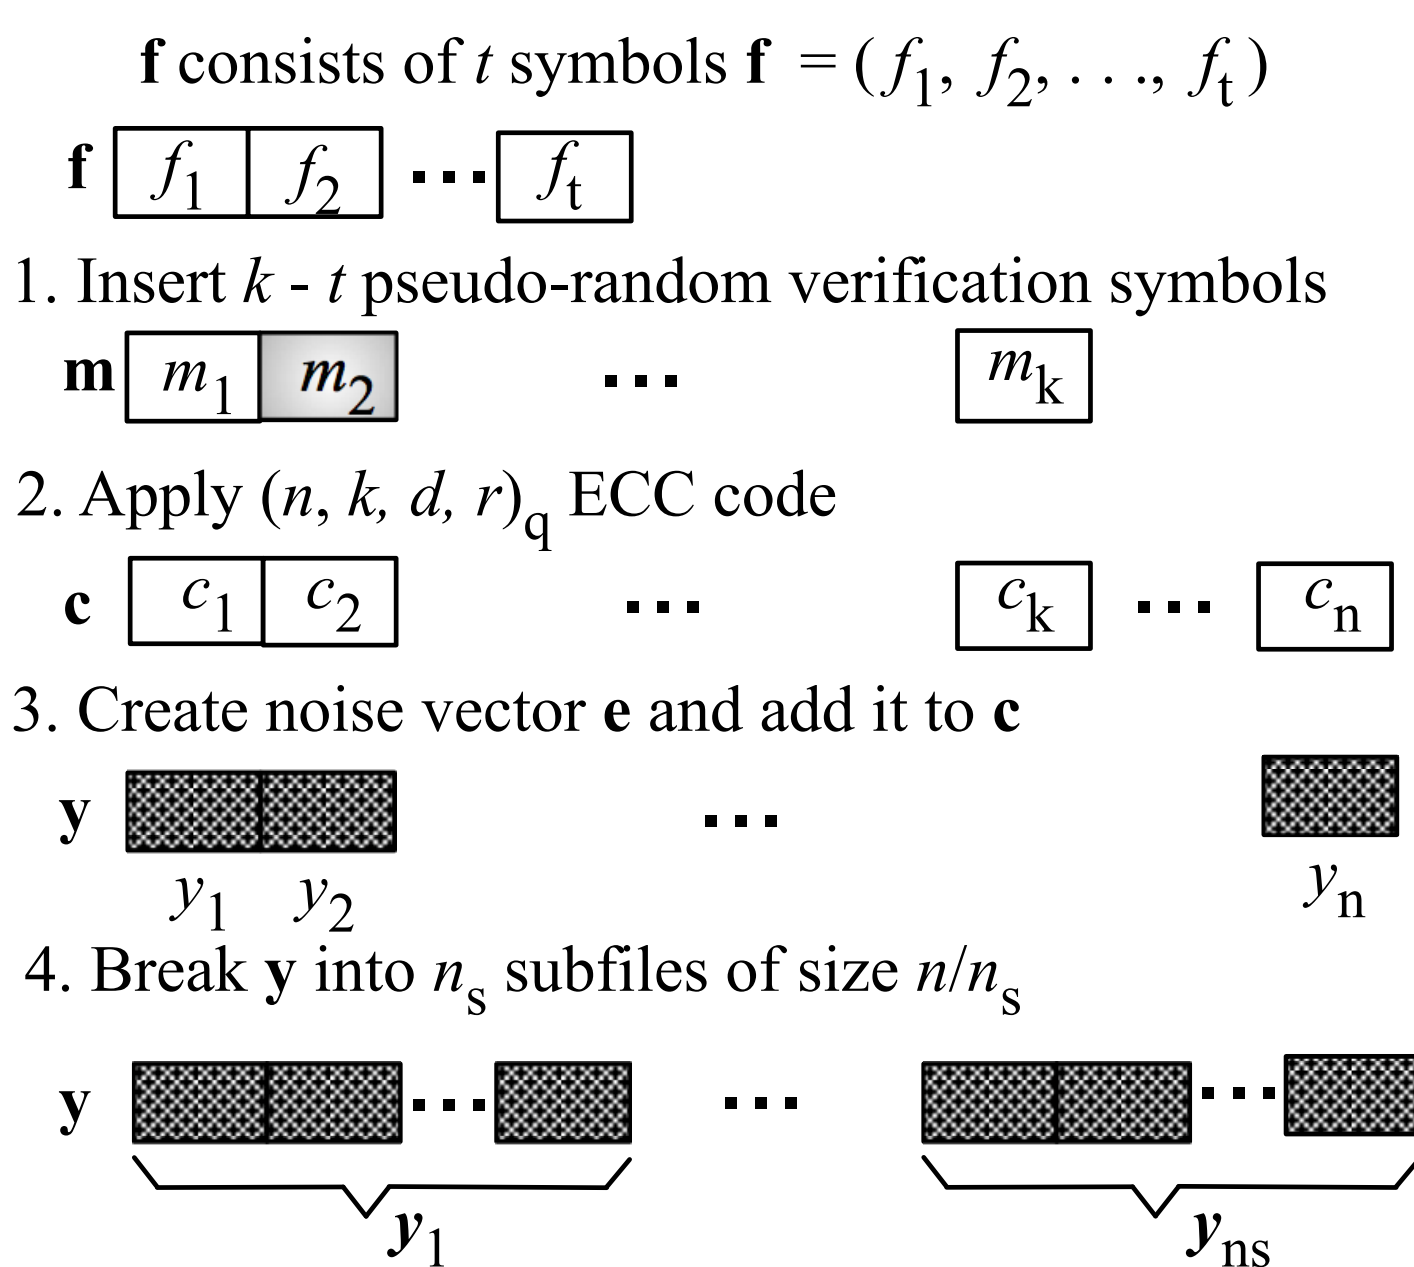 f consists of t symbols f = ( f1, f2, . . ., ft )
f f1 f2 ... ft
1. Insert k - t pseudo-random verification symbols
m m1 m2 ... mk
2. Apply (n, k, d, r)q ECC code
c c1 c2 ... ck ... cn
3. Create noise vector e and add it to c
y ...
y1 y2 yn
4. Break y into ns subfiles of size n/ns
y ... ... ...
y1 yns